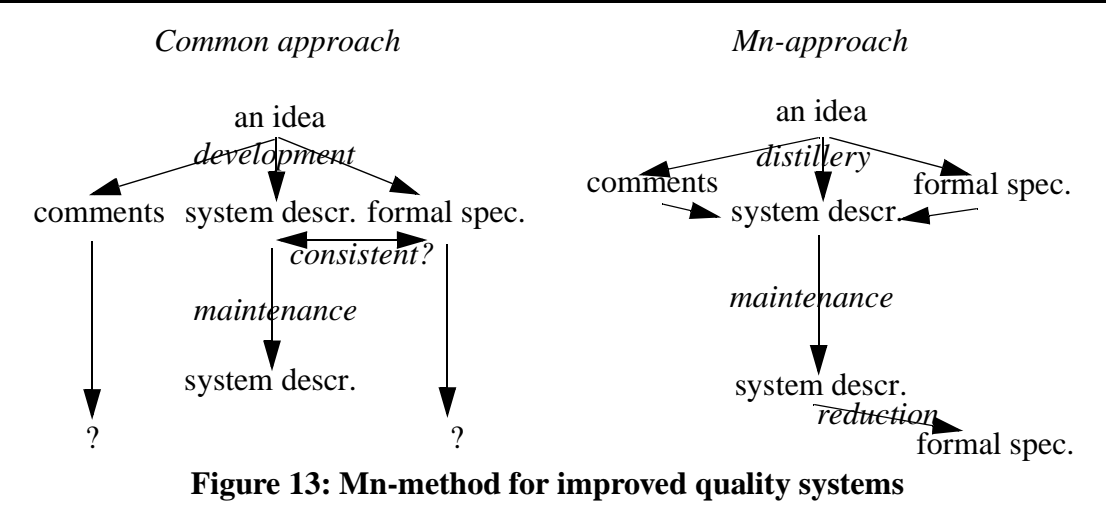 Common approach
Mn-approach
an idea
development
comments system descr. formal spec.
consistent?
maintenance
system descr.
?
?
an idea
distillery
comments
formal spec.
system descr.
maintenance
system descr.
reduction
formal spec.
Figure 13: Mn-method for improved quality systems